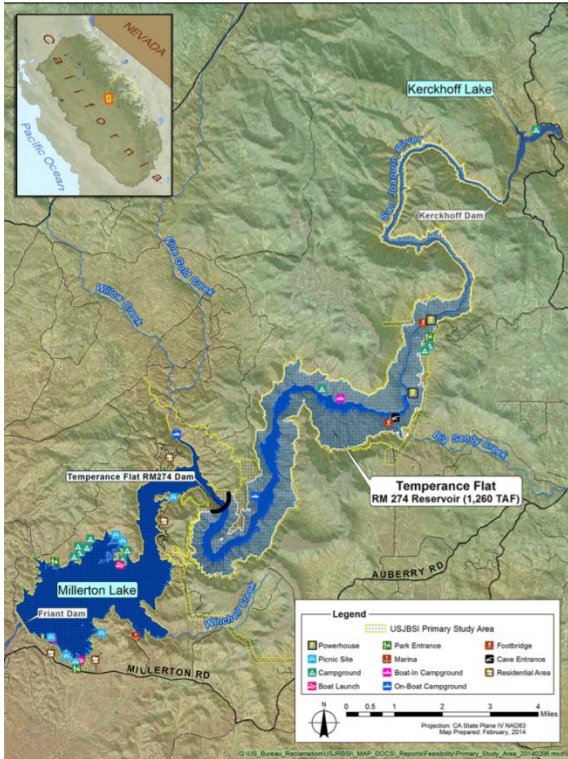 NEVADA
California
Pacific Ocean
Kerckhoff Lake
San Joaquin River
Kerckhoff Dam
Fine Gold Creek
Willow Creek
Big Sandy Creek
Temperance Flat RM274 Dam
Temperance Flat
RM 274 Reservoir (1,260 TAF)
Millerton Lake
AUBERRY RD
Friant Dam
Winchell Creek
MILLERTON RD
Legend
USJBSI Primary Study Area
Powerhouse
Park Entrance
Footbridge
Picnic Site
Marina
Cave Entrance
Campground
Boat-In Campground
Residential Area
Boat Launch
On-Boat Campground
N
0 0.5 1 2 3 4
Miles
Projection: CA State Plane IV NAD83
Map Prepared: February, 2014